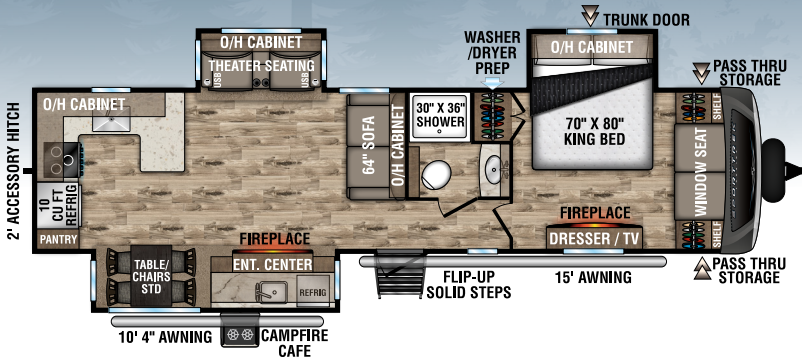 TRUNK DOOR
O/H CABINET
THEATER SEATING
USB
USB
WASHER
/DRYER
PREP
O/H CABINET
PASS THRU
STORAGE
O/H CABINET
30" X 36"
SHOWER
SHELF
2' ACCESSORY HITCH
64" SOFA
O/H CABINET
70" X 80"
KING BED
WINDOW SEAT
SPORTTREK
10
CU FT
REFRIG
PANTRY
FIREPLACE
ENT. CENTER
FIREPLACE
DRESSER / TV
SHELF
TABLE/
CHAIRS
STD
REFRIG
FLIP-UP
SOLID STEPS
15' AWNING
PASS THRU
STORAGE
10' 4" AWNING
CAMPFIRE
CAFE